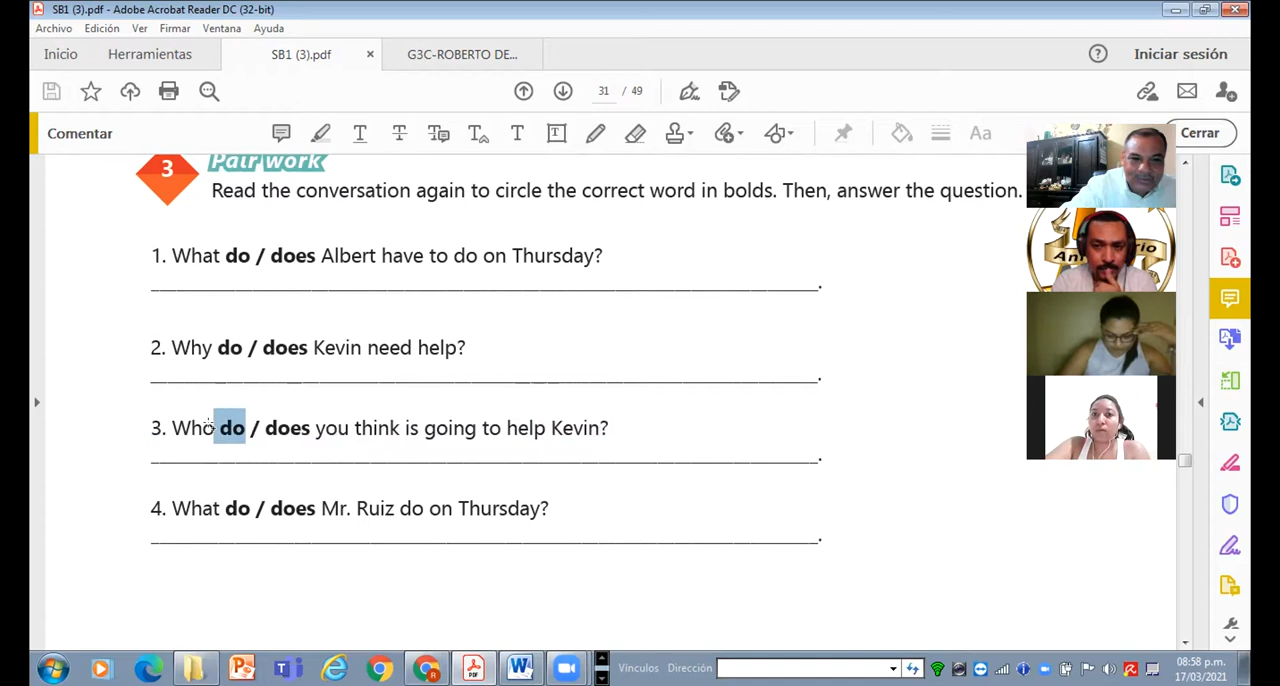 SB1 (3).pdf - Adobe Acrobat Reader DC (32-bit)
Archivo Edición Ver Firmar Ventana Ayuda
Inicio Herramientas SB1 (3).pdf × G3C-ROBERTO DE... ? Iniciar sesión
31 / 49
Comentar Aa Cerrar
3 Pair work
Read the conversation again to circle the correct word in bolds. Then, answer the question.
1. What do / does Albert have to do on Thursday?
.
2. Why do / does Kevin need help?
.
3. Who do / does you think is going to help Kevin?
.
4. What do / does Mr. Ruiz do on Thursday?
.
Vínculos Dirección 08:58 p.m.
17/03/2021